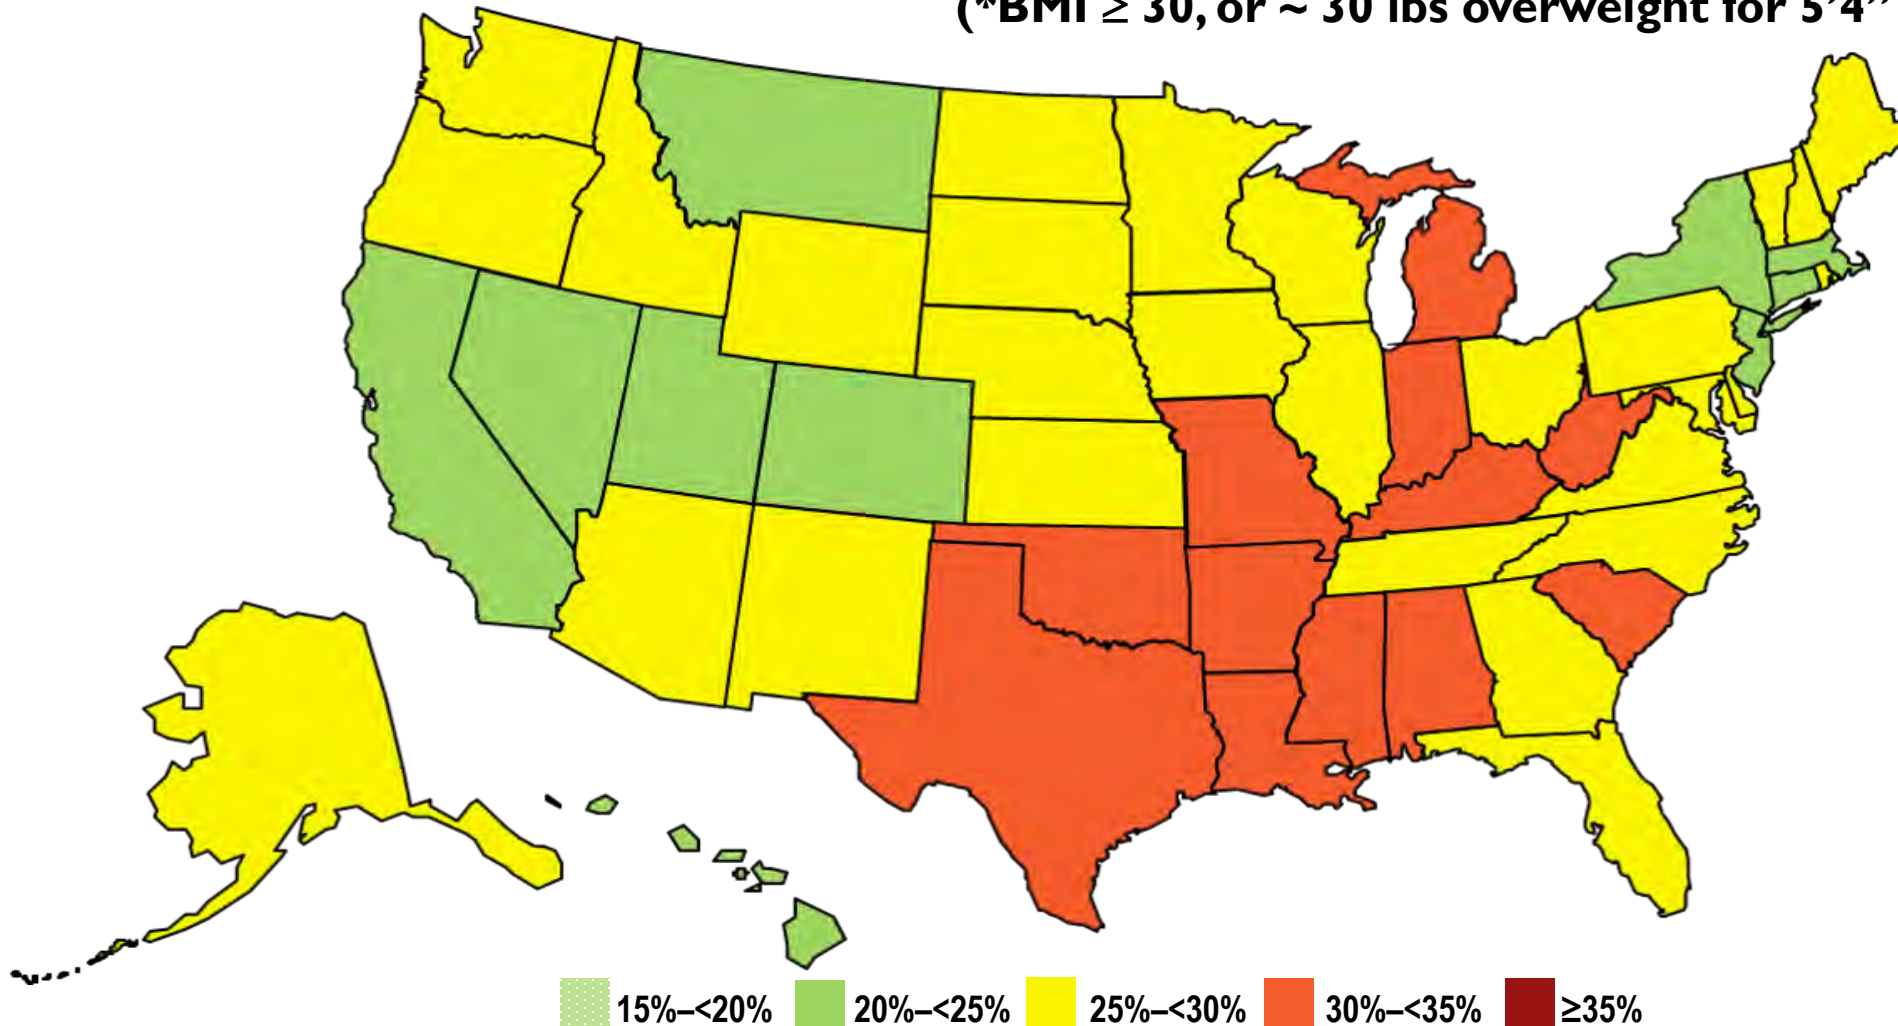 (*BMI ≥ 30, or ~ 30 lbs overweight for 5’4”
15%–<20% 20%–<25% 25%–<30% 30%–<35% ≥35%